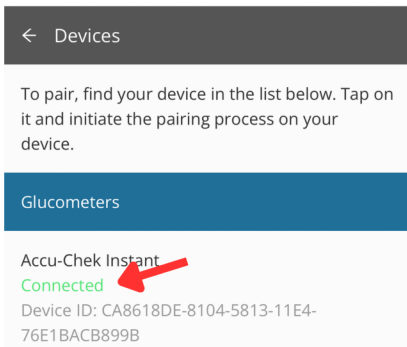 ← Devices
To pair, find your device in the list below. Tap on
it and initiate the pairing process on your
device.
Glucometers
Accu-Chek Instant
Connected
Device ID: CA8618DE-8104-5813-11E4-
76E1BACB899B